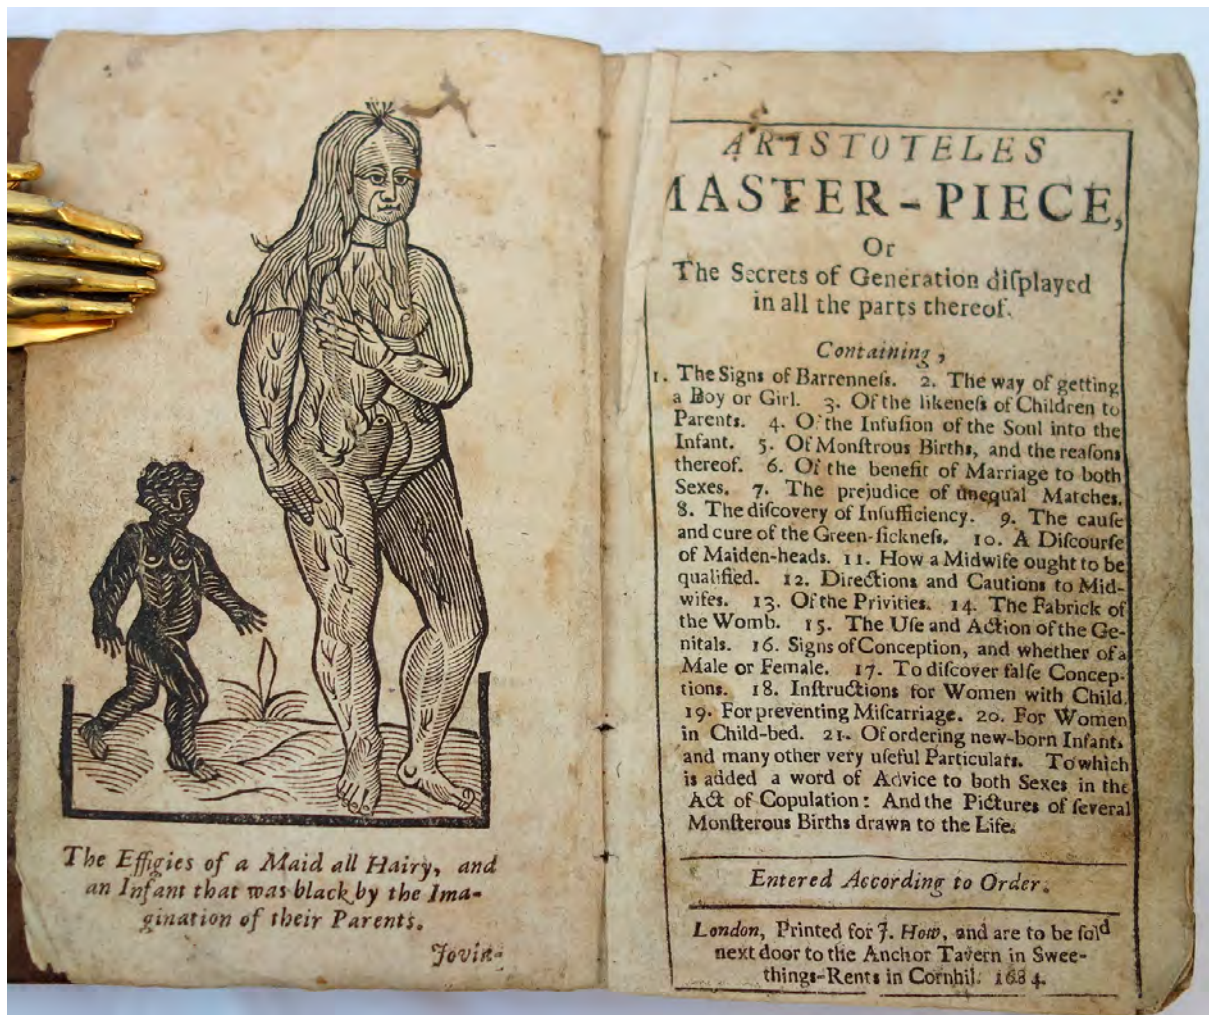 The Effigies of a Maid all Hairy, and
an Infant that was black by the Ima-
gination of their Parents.
Jovin-
ARISTOTELES
MASTER-PIECE,
Or
The Secrets of Generation diſplayed
in all the parts thereof.
Containing,
1. The Signs of Barrenneſs. 2. The way of getting
a Boy or Girl. 3. Of the likeneſs of Children to
Parents. 4. Of the Infuſion of the Soul into the
Infant. 5. Of Monſtrous Births, and the reaſons
thereof. 6. Of the benefit of Marriage to both
Sexes. 7. The prejudice of unequal Matches.
8. The diſcovery of Inſufficiency. 9. The cauſe
and cure of the Green-ſickneſs. 10. A Diſcourſe
of Maiden-heads. 11. How a Midwife ought to be
qualified. 12. Directions and Cautions to Mid-
wifes. 13. Of the Privities. 14. The Fabrick of
the Womb. 15. The Uſe and Action of the Ge-
nitals. 16. Signs of Conception, and whether of a
Male or Female. 17. To diſcover falſe Concep-
tions. 18. Inſtructions for Women with Child.
19. For preventing Miſcarriage. 20. For Women
in Child-bed. 21. Of ordering new-born Infants
and many other very uſeful Particulars. To which
is added a word of Advice to both Sexes in the
Act of Copulation: And the Pictures of ſeveral
Monſterous Births drawn to the Life.
Entered According to Order.
London, Printed for J. How, and are to be ſold
next door to the Anchor Tavern in Swee-
things-Rents in Cornhil. 1684.